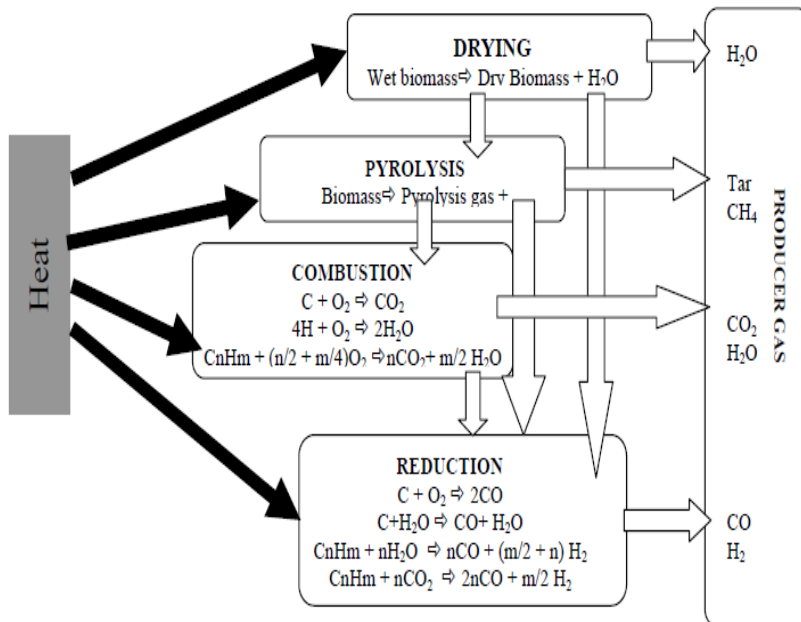 DRYING
Wet biomass⇨ Drv Biomass + H₂O
H₂O
PYROLYSIS
Biomass⇨ Pyrolysis gas +
Tar
CH₄
Heat
PRODUCER GAS
COMBUSTION
C + O₂ ⇨ CO₂
4H + O₂ ⇨ 2H₂O
CnHm + (n/2 + m/4)O₂ ⇨nCO₂+ m/2 H₂O
CO₂
H₂O
REDUCTION
C + O₂ ⇨ 2CO
C+H₂O ⇨ CO+ H₂O
CnHm + nH₂O ⇨ nCO + (m/2 + n) H₂
CnHm + nCO₂ ⇨ 2nCO + m/2 H₂
CO
H₂